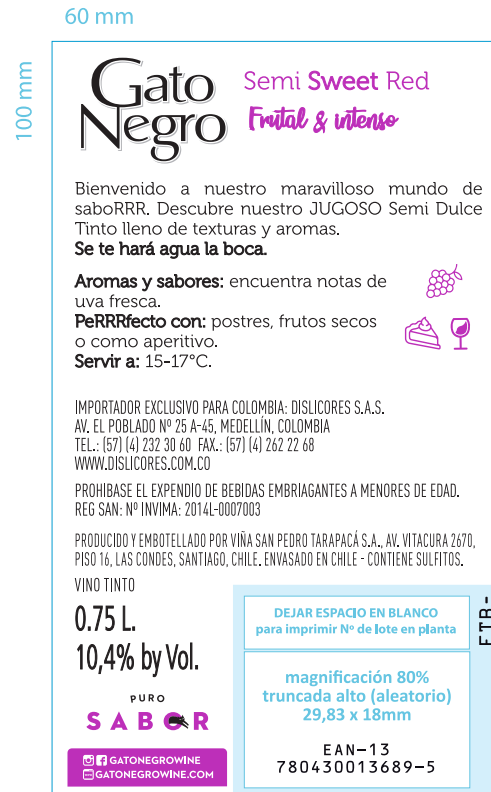 60 mm
100 mm
Gato
Negro
Semi Sweet Red
Frutal & intenso
Bienvenido a nuestro maravilloso mundo de
saboRRR. Descubre nuestro JUGOSO Semi Dulce
Tinto lleno de texturas y aromas.
Se te hará agua la boca.
Aromas y sabores: encuentra notas de
uva fresca.
PeRRRfecto con: postres, frutos secos
o como aperitivo.
Servir a: 15-17°C.
IMPORTADOR EXCLUSIVO PARA COLOMBIA: DISLICORES S.A.S.
AV. EL POBLADO Nº 25 A-45, MEDELLÍN, COLOMBIA
TEL.: (57) (4) 232 30 60 FAX.: (57) (4) 262 22 68
WWW.DISLICORES.COM.CO
PROHIBASE EL EXPENDIO DE BEBIDAS EMBRIAGANTES A MENORES DE EDAD.
REG SAN: Nº INVIMA: 2014L-0007003
PRODUCIDO Y EMBOTELLADO POR VIÑA SAN PEDRO TARAPACÁ S.A., AV. VITACURA 2670,
PISO 16, LAS CONDES, SANTIAGO, CHILE. ENVASADO EN CHILE - CONTIENE SULFITOS.
VINO TINTO
0.75 L.
10,4% by Vol.
PURO
SABOR
GATONEGROWINE
GATONEGROWINE.COM
DEJAR ESPACIO EN BLANCO
para imprimir Nº de lote en planta
magnificación 80%
truncada alto (aleatorio)
29,83 x 18mm
EAN-13
780430013689-5